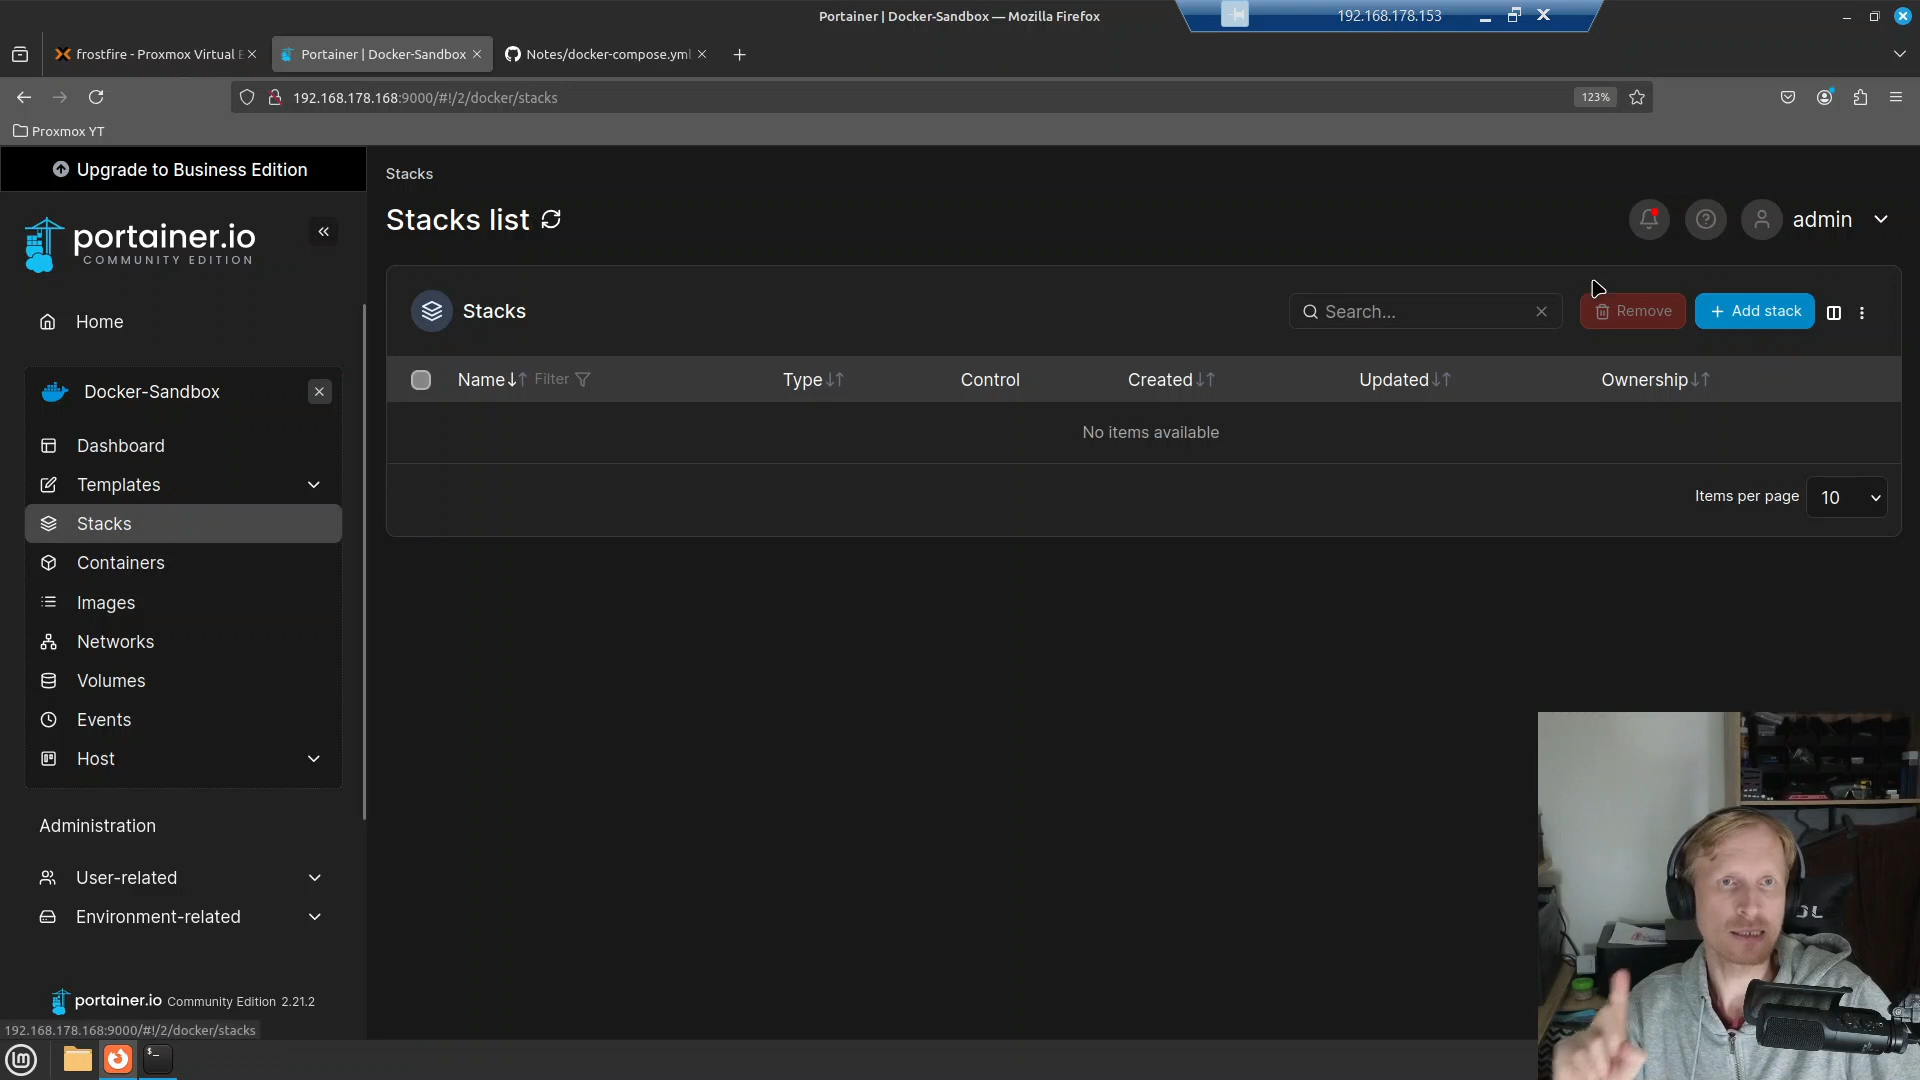 Portainer | Docker-Sandbox — Mozilla Firefox
192.168.178.153
frostfire - Proxmox Virtual E
Portainer | Docker-Sandbox
Notes/docker-compose.yml
192.168.178.168:9000/#!/2/docker/stacks
123%
Proxmox YT
Upgrade to Business Edition
portainer.io
COMMUNITY EDITION
Home
Docker-Sandbox
Dashboard
Templates
Stacks
Containers
Images
Networks
Volumes
Events
Host
Administration
User-related
Environment-related
portainer.io Community Edition 2.21.2
192.168.178.168:9000/#!/2/docker/stacks
Stacks
Stacks list
admin
Stacks
Search...
Remove
+ Add stack
Name Filter Type Control Created Updated Ownership
No items available
Items per page 10